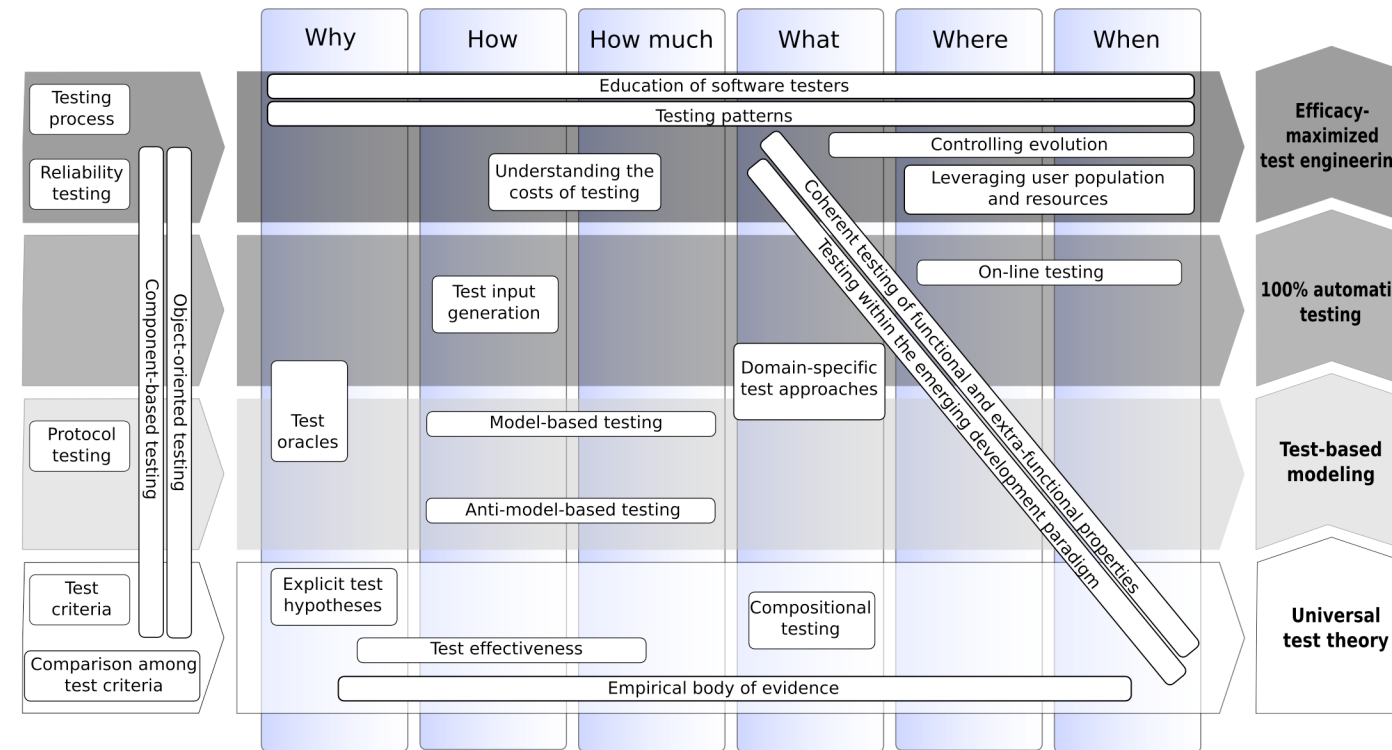 Why
How
How much
What
Where
When
Education of software testers
Testing patterns
Testing
process
Reliability
testing
Understanding the
costs of testing
Controlling evolution
Leveraging user population
and resources
Efficacy-
maximized
test engineerin
Component-based testing
Object-oriented testing
Coherent testing of functional and extra-functional properties
Testing within the emerging development paradigm
Test input
generation
On-line testing
100% automati
testing
Test
oracles
Domain-specific
test approaches
Protocol
testing
Model-based testing
Anti-model-based testing
Test-based
modeling
Test
criteria
Comparison among
test criteria
Explicit test
hypotheses
Compositional
testing
Test effectiveness
Empirical body of evidence
Universal
test theory